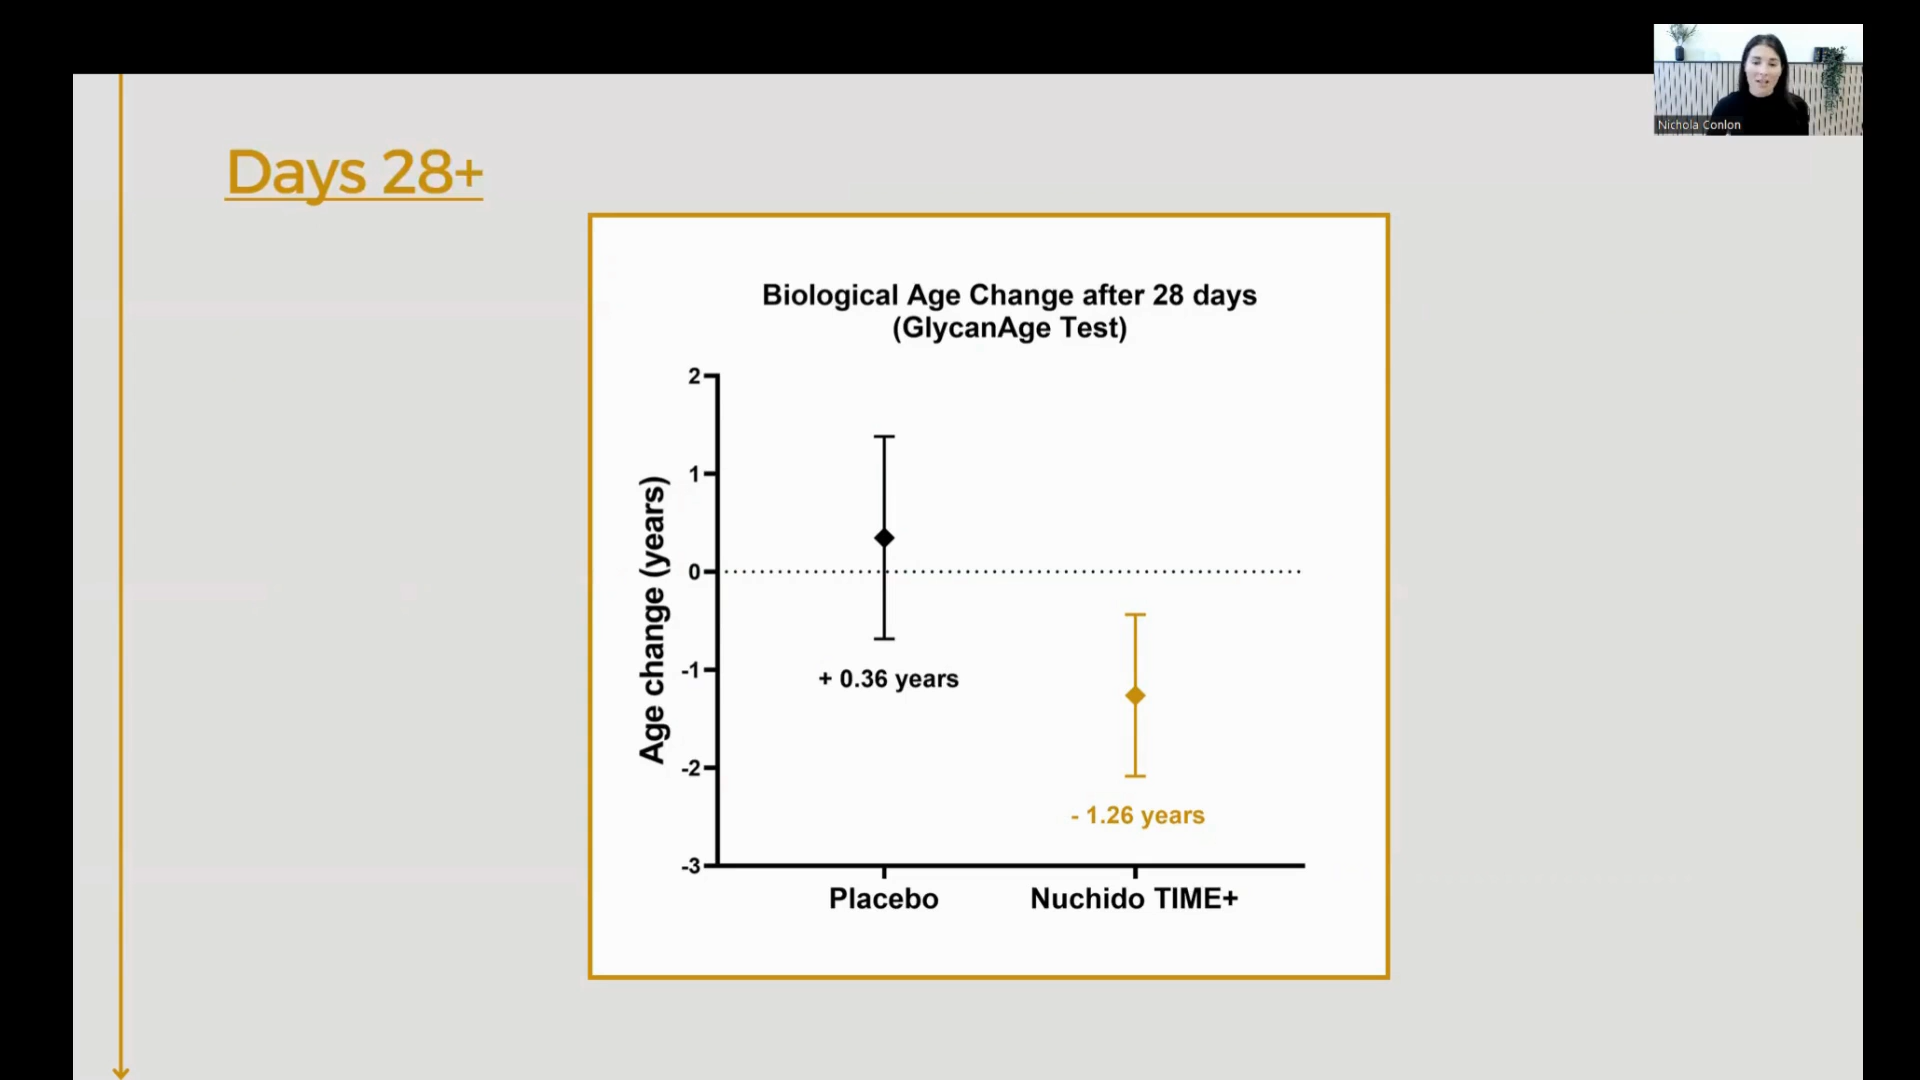 Nichola Conlon
Days 28+
Biological Age Change after 28 days
(GlycanAge Test)
Age change (years)
2
1
0
-1
-2
-3
+ 0.36 years
- 1.26 years
Placebo
Nuchido TIME+